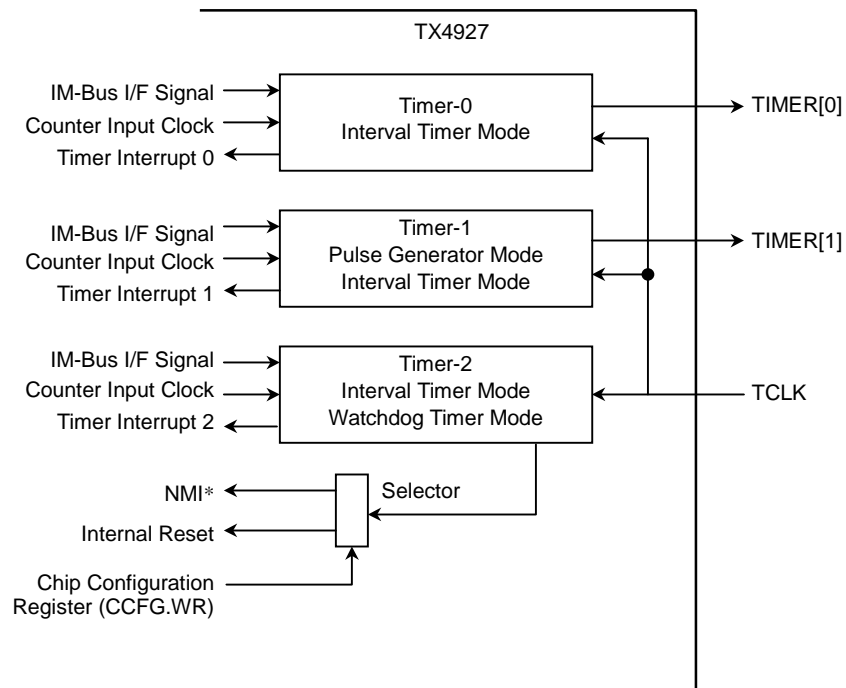 TX4927
IM-Bus I/F Signal
Counter Input Clock
Timer Interrupt 0
Timer-0
Interval Timer Mode
TIMER[0]
IM-Bus I/F Signal
Counter Input Clock
Timer Interrupt 1
Timer-1
Pulse Generator Mode
Interval Timer Mode
TIMER[1]
IM-Bus I/F Signal
Counter Input Clock
Timer Interrupt 2
Timer-2
Interval Timer Mode
Watchdog Timer Mode
TCLK
NMI*
Selector
Internal Reset
Chip Configuration
Register (CCFG.WR)